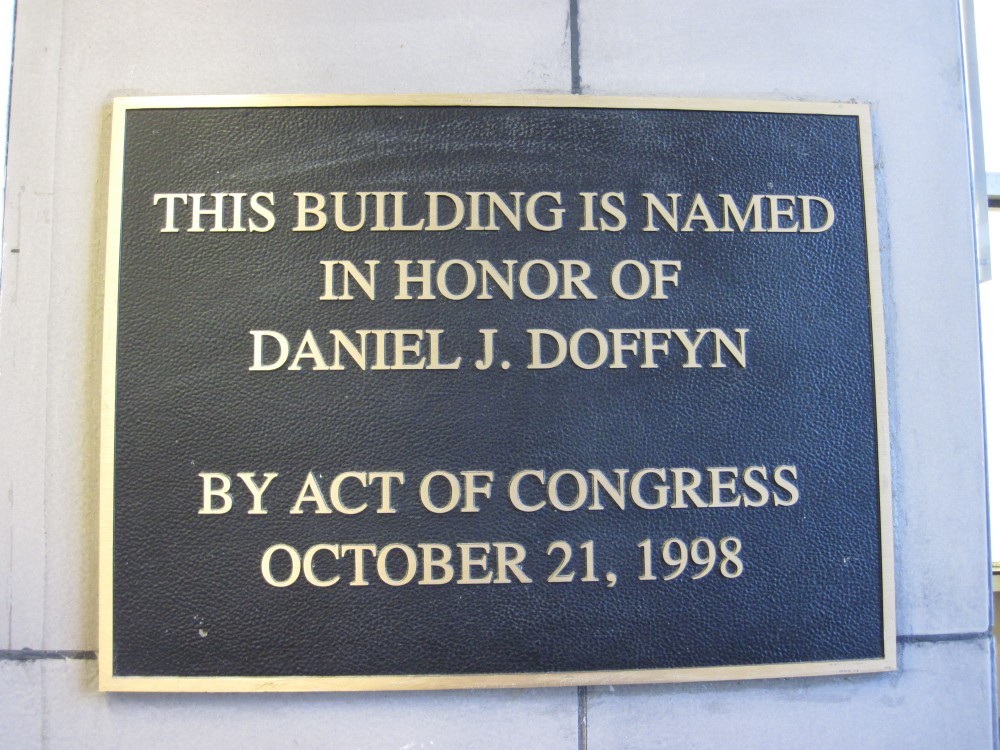 THIS BUILDING IS NAMED
IN HONOR OF
DANIEL J. DOFFYN
BY ACT OF CONGRESS
OCTOBER 21, 1998